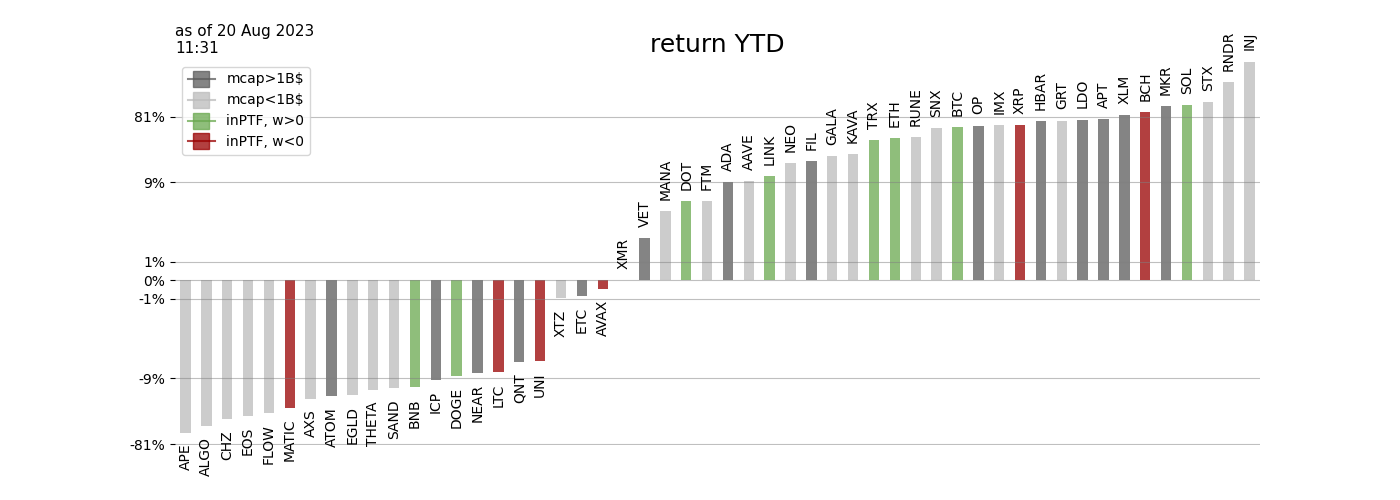 as of 20 Aug 2023
11:31
return YTD
mcap>1B$
mcap<1B$
inPTF, w>0
inPTF, w<0
81%
9%
1%
0%
-1%
-9%
-81%
APE
ALGO
CHZ
EOS
FLOW
MATIC
AXS
ATOM
EGLD
THETA
SAND
BNB
ICP
DOGE
NEAR
LTC
QNT
UNI
XTZ
ETC
AVAX
XMR
VET
MANA
DOT
FTM
ADA
AAVE
LINK
NEO
FIL
GALA
KAVA
TRX
ETH
RUNE
SNX
BTC
OP
IMX
XRP
HBAR
GRT
LDO
APT
XLM
BCH
MKR
SOL
STX
RNDR
INJ